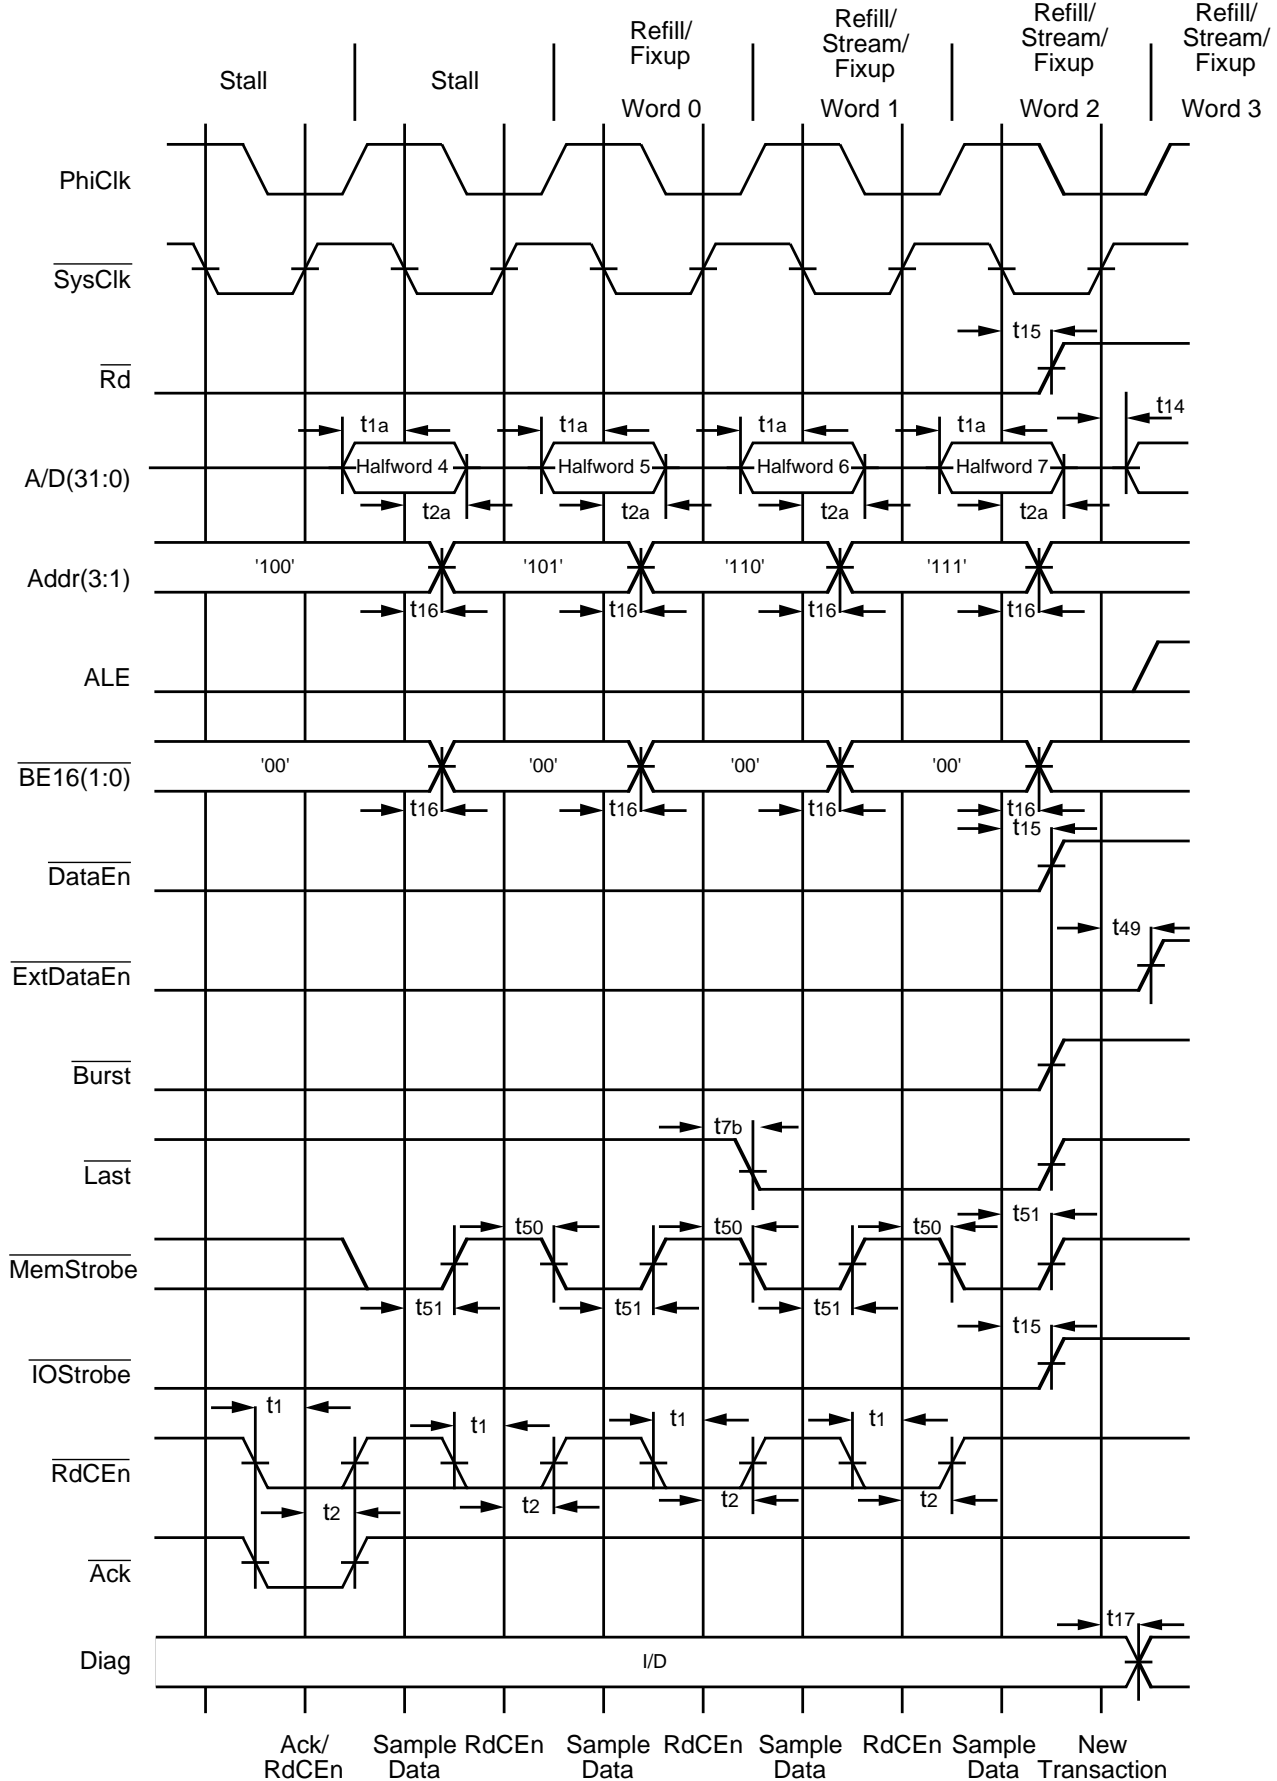 Stall
Stall
Refill/
Fixup
Word 0
Refill/
Stream/
Fixup
Word 1
Refill/
Stream/
Fixup
Word 2
Refill/
Stream/
Fixup
Word 3
PhiClk
SysClk
Rd
t15
t14
A/D(31:0)
t1a t1a t1a t1a
Halfword 4 Halfword 5 Halfword 6 Halfword 7
t2a t2a t2a t2a
Addr(3:1)
'100' '101' '110' '111'
t16 t16 t16 t16
ALE
BE16(1:0)
'00' '00' '00' '00'
t16 t16 t16 t16
t15
DataEn
t49
ExtDataEn
Burst
t7b
Last
t50 t50 t50 t51
MemStrobe
t51 t51 t51
t15
IOStrobe
t1 t1 t1 t1
RdCEn
t2 t2 t2 t2
Ack
t17
Diag
I/D
Ack/
RdCEn
Sample
Data
RdCEn
Sample
Data
RdCEn
Sample
Data
RdCEn
Sample
Data
New
Transaction